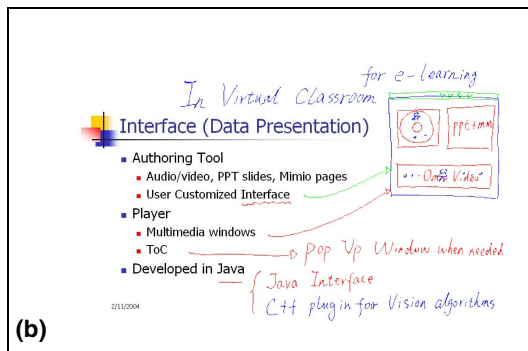 In Virtual Classroom for e-learning
Interface (Data Presentation)
ppt+mm
Authoring Tool
Audio/video, PPT slides, Mimio pages
User Customized Interface
Omni Video
Player
Multimedia windows
ToC
Pop Up Window when needed
Developed in Java
Java Interface
C++ plugin for Vision algorithms
2/11/2004
(b)